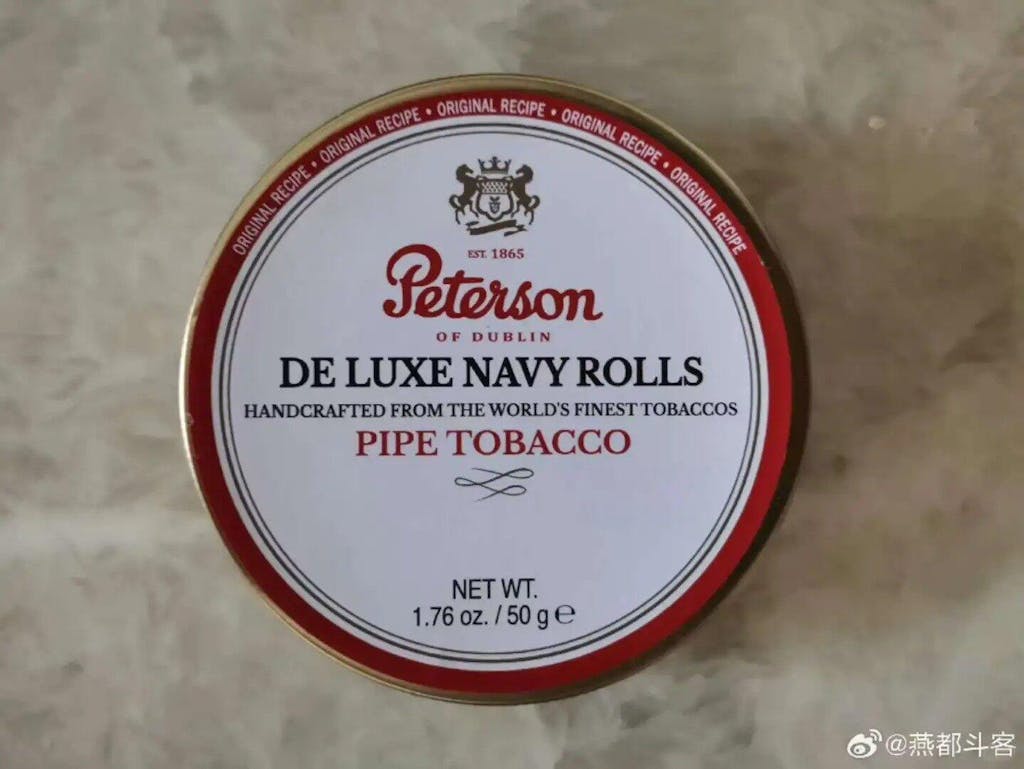 ORIGINAL RECIPE • ORIGINAL RECIPE • ORIGINAL RECIPE • ORIGINAL RECIPE • ORIGINAL RECIPE
EST. 1865
Peterson
OF DUBLIN
DE LUXE NAVY ROLLS
HANDCRAFTED FROM THE WORLD'S FINEST TOBACCOS
PIPE TOBACCO
NET WT.
1.76 oz. / 50 g ℮
@燕都斗客